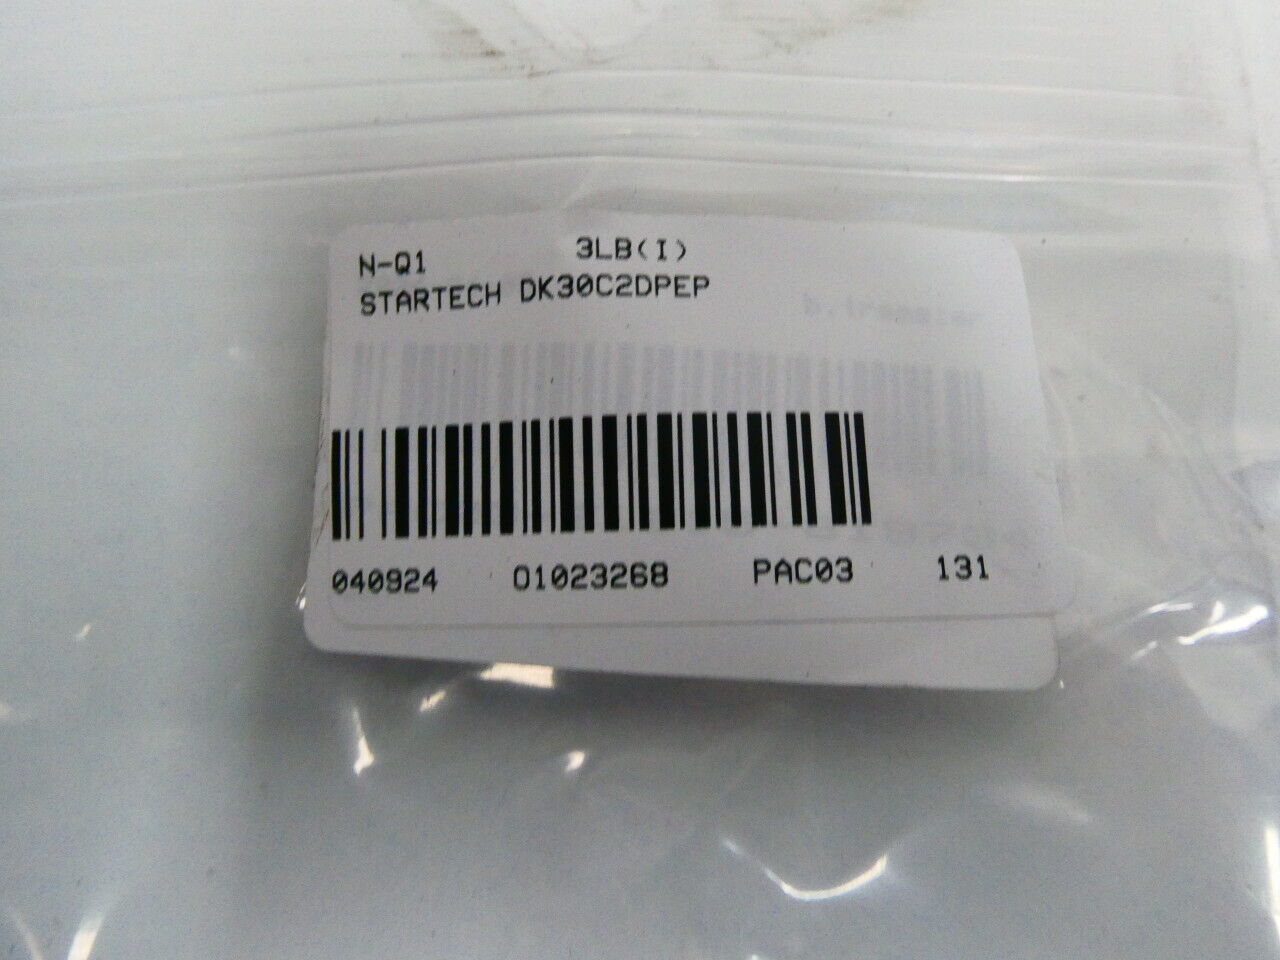 N-Q1 3LB(I)
STARTECH DK30C2DPEP
040924 01023268 PAC03 131